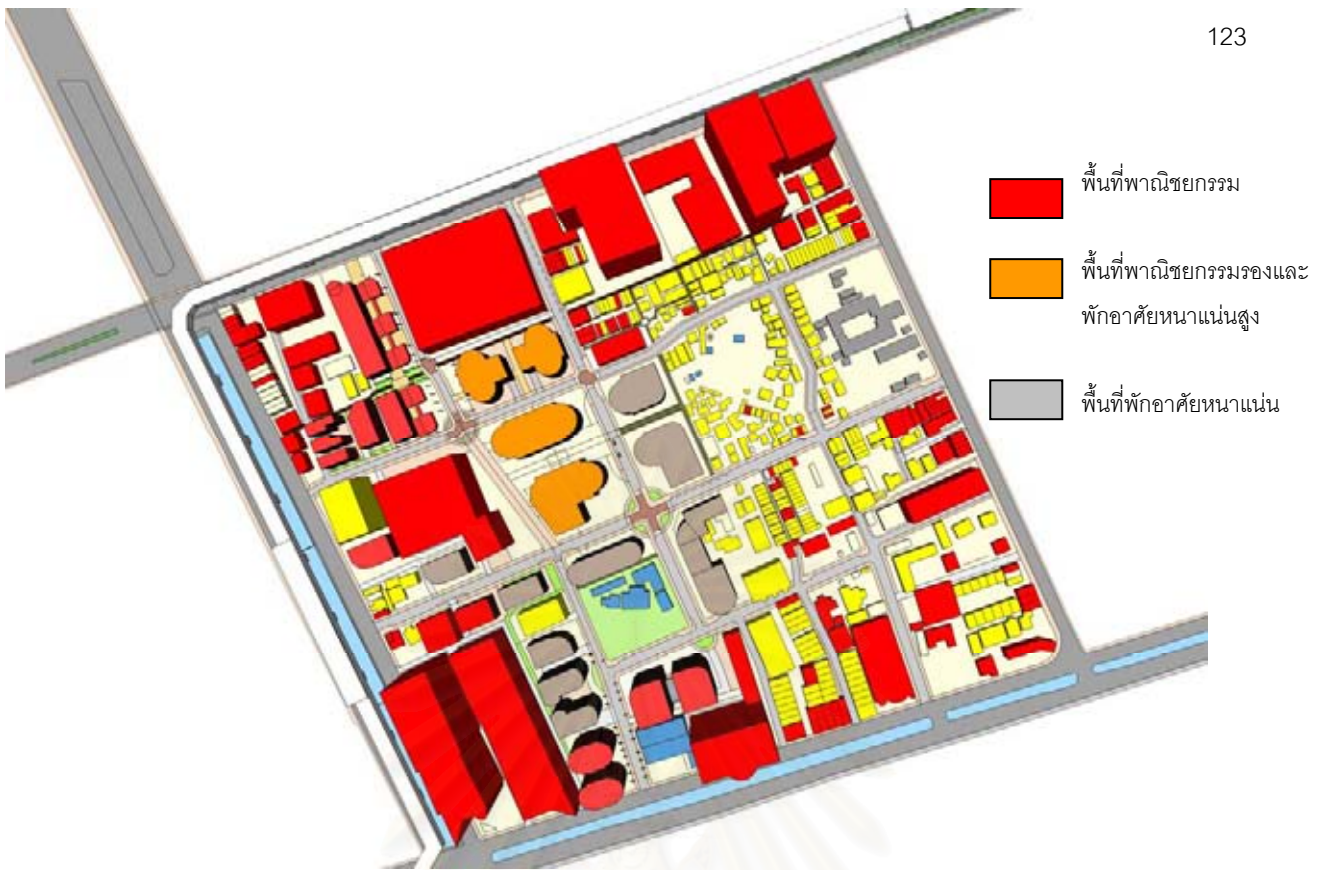 123
พื้นที่พาณิชยกรรม
พื้นที่พาณิชยกรรมรองและ
พักอาศัยหนาแน่นสูง
พื้นที่พักอาศัยหนาแน่น